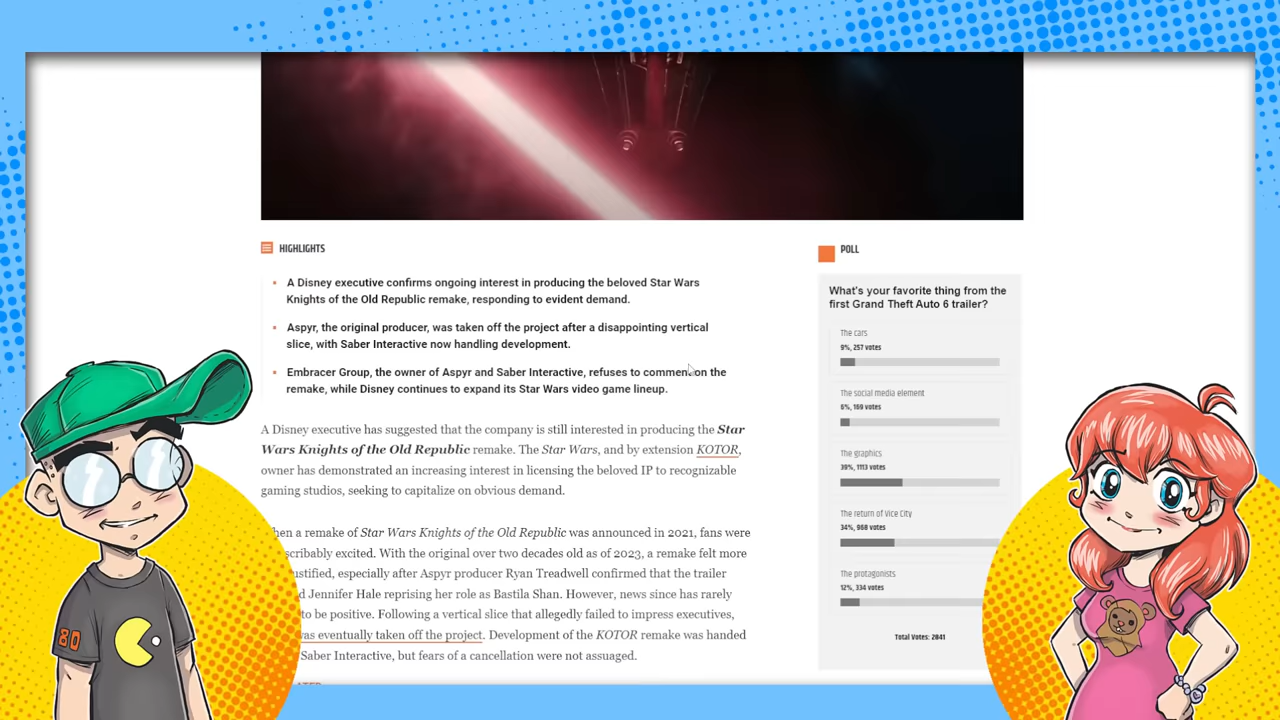 HIGHLIGHTS
A Disney executive confirms ongoing interest in producing the beloved Star Wars
Knights of the Old Republic remake, responding to evident demand.
Aspyr, the original producer, was taken off the project after a disappointing vertical
slice, with Saber Interactive now handling development.
Embracer Group, the owner of Aspyr and Saber Interactive, refuses to comment on the
remake, while Disney continues to expand its Star Wars video game lineup.
A Disney executive has suggested that the company is still interested in producing the Star
Wars Knights of the Old Republic remake. The Star Wars, and by extension KOTOR,
owner has demonstrated an increasing interest in licensing the beloved IP to recognizable
gaming studios, seeking to capitalize on obvious demand.
hen a remake of Star Wars Knights of the Old Republic was announced in 2021, fans were
scribably excited. With the original over two decades old as of 2023, a remake felt more
ustified, especially after Aspyr producer Ryan Treadwell confirmed that the trailer
d Jennifer Hale reprising her role as Bastila Shan. However, news since has rarely
to be positive. Following a vertical slice that allegedly failed to impress executives,
was eventually taken off the project. Development of the KOTOR remake was handed
Saber Interactive, but fears of a cancellation were not assuaged.
POLL
What's your favorite thing from the
first Grand Theft Auto 6 trailer?
The cars
9%, 257 votes
The social media element
6%, 169 votes
The graphics
39%, 1113 votes
The return of Vice City
34%, 968 votes
The protagonists
12%, 334 votes
Total Votes: 2841
80